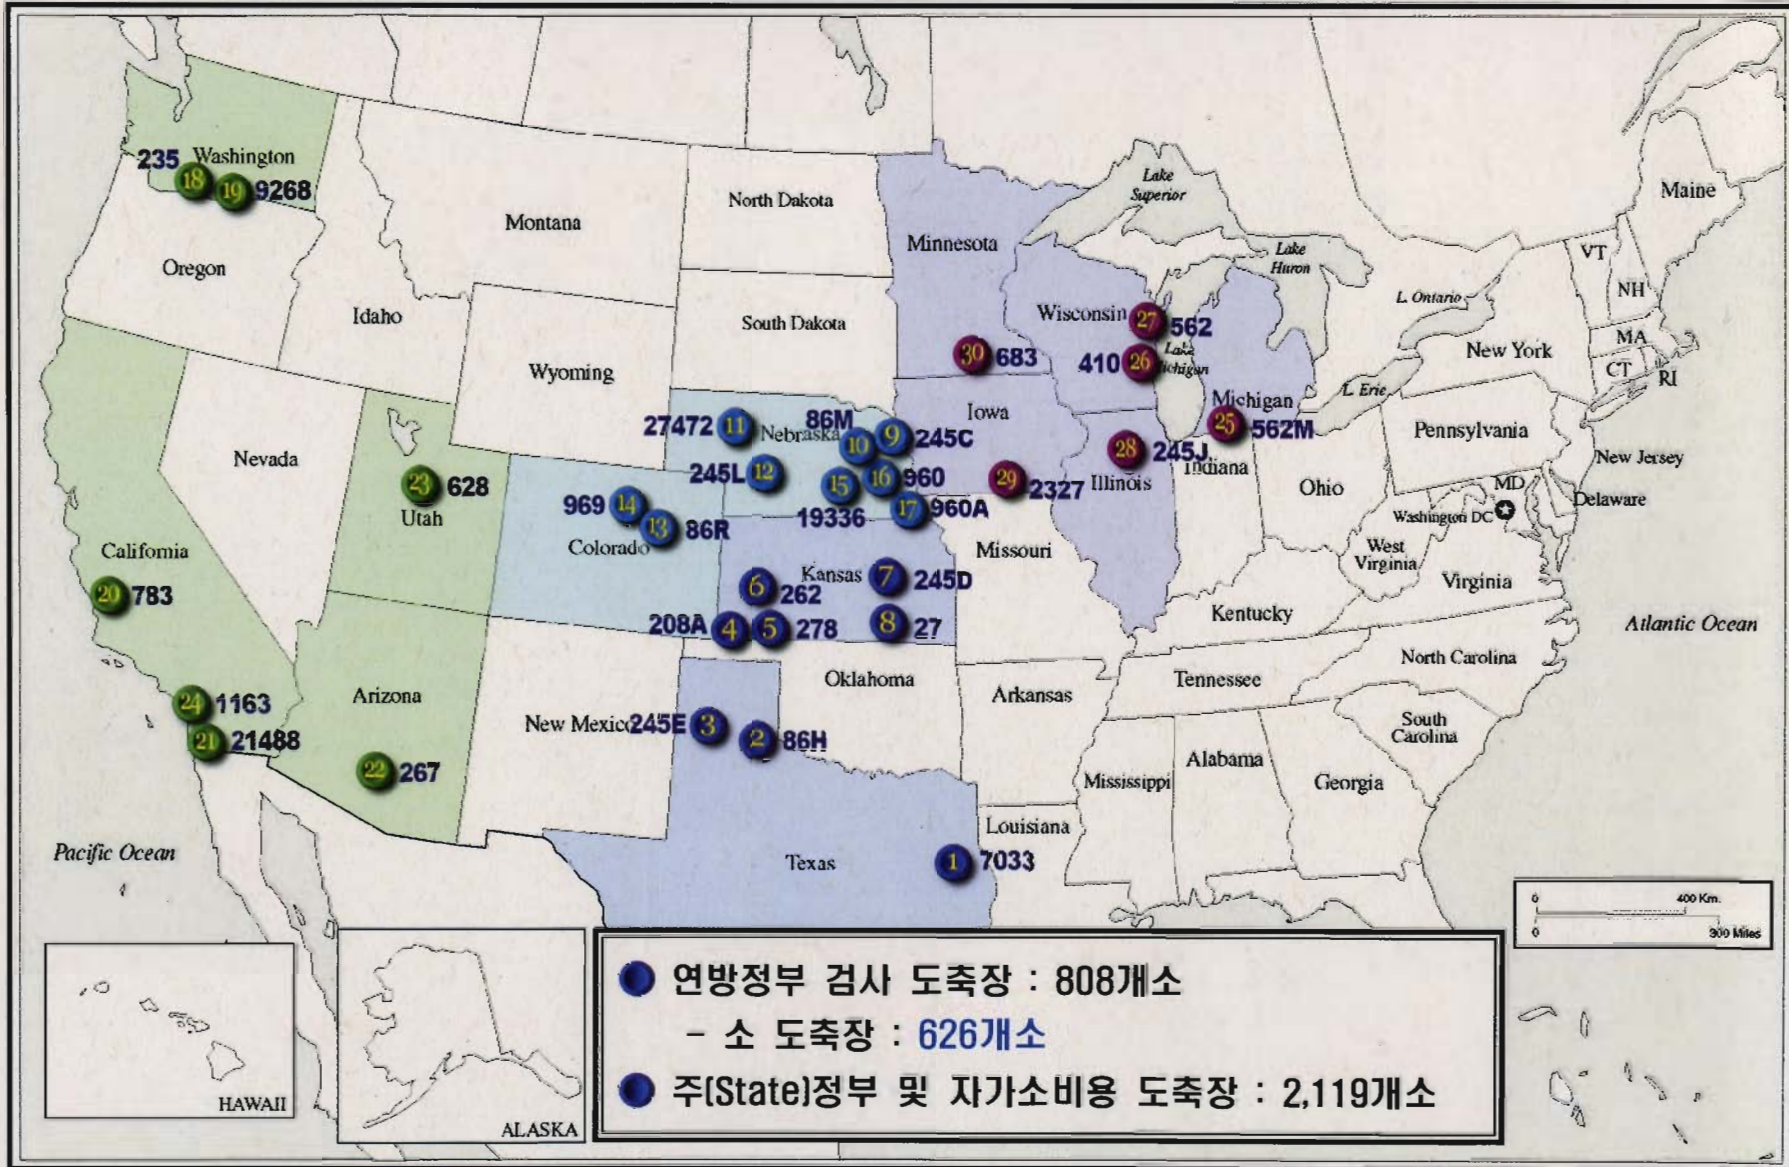 235
Washington
18
19
9268
Oregon
Montana
Idaho
Wyoming
North Dakota
South Dakota
Minnesota
Lake
Superior
Lake
Huron
Wisconsin
27
562
410
26
Lake
Michigan
30
683
Michigan
25
562M
L. Ontario
L. Erie
Maine
VT
NH
MA
CT
RI
New York
Pennsylvania
New Jersey
MD
Delaware
Washington DC
West
Virginia
Virginia
Ohio
Indiana
28
245J
Illinois
Iowa
29
2327
27472
11
Nebraska
86M
10
9
245C
245L
12
15
16
960
19336
17
960A
Nevada
23
628
Utah
969
14
13
86R
Colorado
California
20
783
Kansas
6
262
7
245D
208A
4
5
278
8
27
Missouri
Kentucky
Atlantic Ocean
North Carolina
Tennessee
South
Carolina
Arkansas
Oklahoma
Arizona
24
1163
21
21488
22
267
New Mexico
245E
3
2
86H
Mississippi
Alabama
Georgia
Louisiana
Texas
1
7033
Pacific Ocean
0
400 Km.
0
300 Miles
HAWAII
ALASKA
연방정부 검사 도축장 : 808개소
- 소 도축장 : 626개소
주(State)정부 및 자가소비용 도축장 : 2,119개소